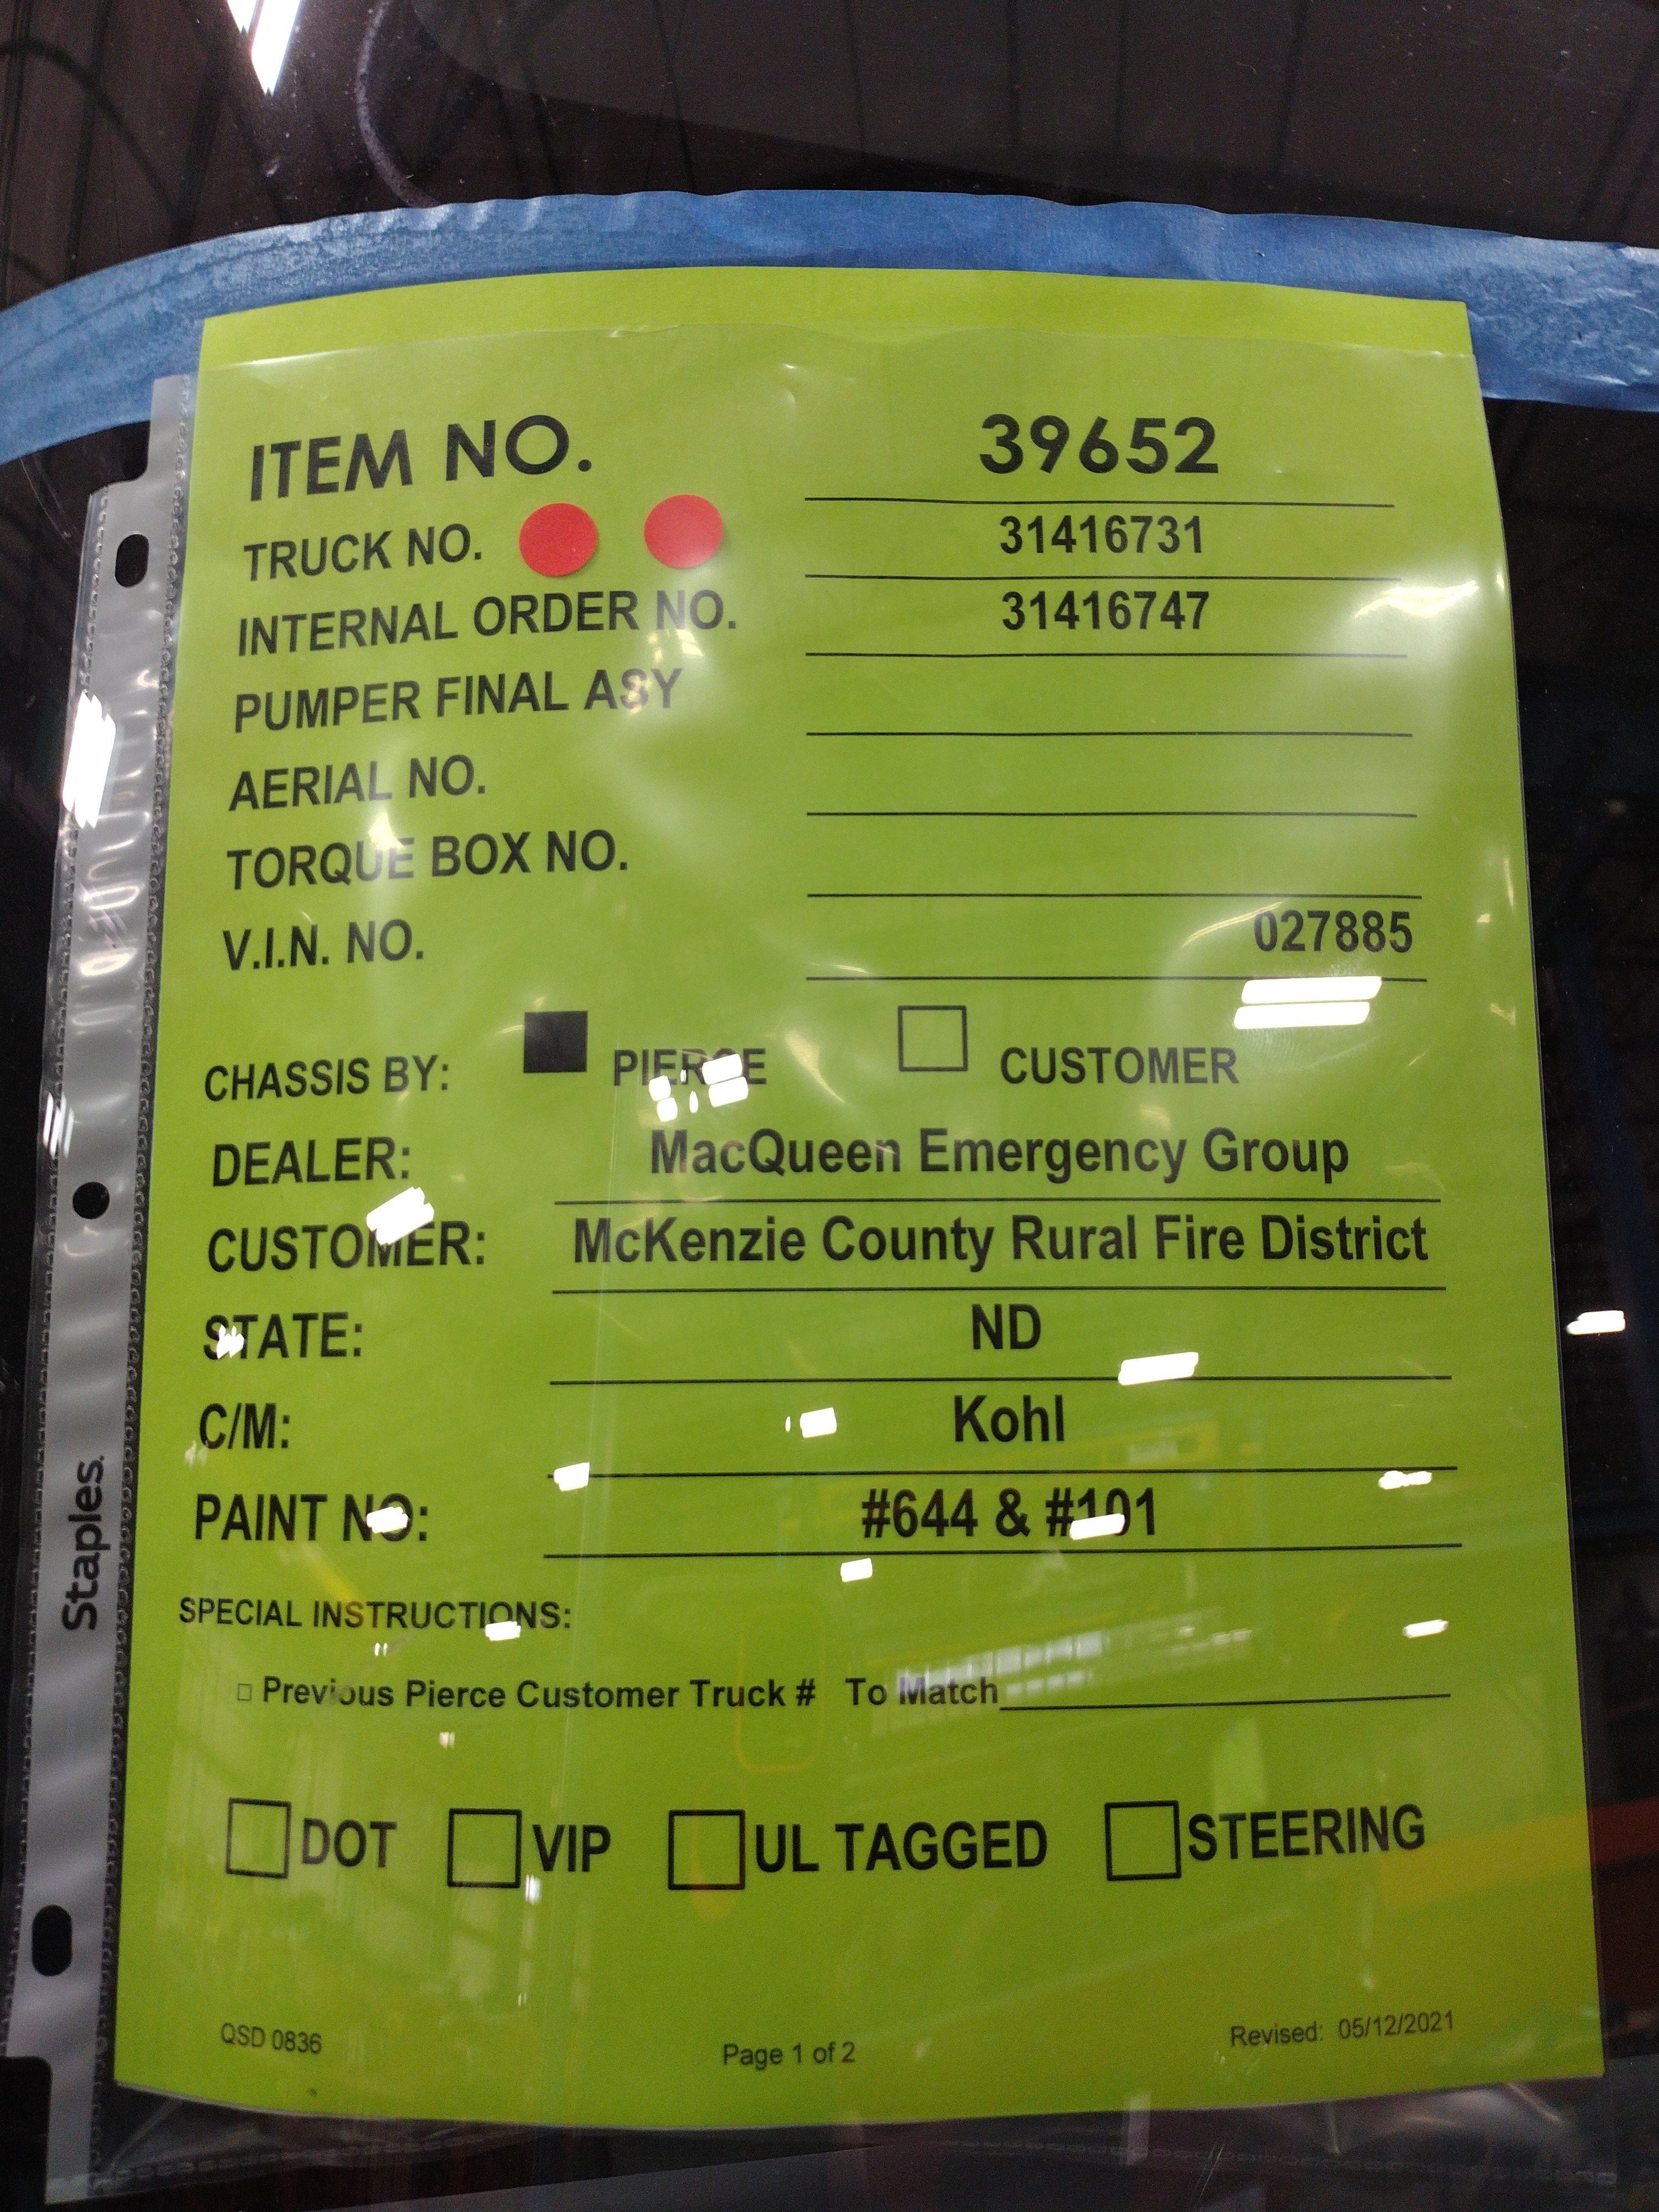 ITEM NO. 39652
TRUCK NO. 31416731
INTERNAL ORDER NO. 31416747
PUMPER FINAL ASY
AERIAL NO.
TORQUE BOX NO.
V.I.N. NO. 027885
CHASSIS BY: PIERCE CUSTOMER
DEALER: MacQueen Emergency Group
CUSTOMER: McKenzie County Rural Fire District
STATE: ND
C/M: Kohl
PAINT NO: #644 & #101
SPECIAL INSTRUCTIONS:
Previous Pierce Customer Truck # To Match
DOT VIP UL TAGGED STEERING
QSD 0836 Page 1 of 2 Revised: 05/12/2021
Staples